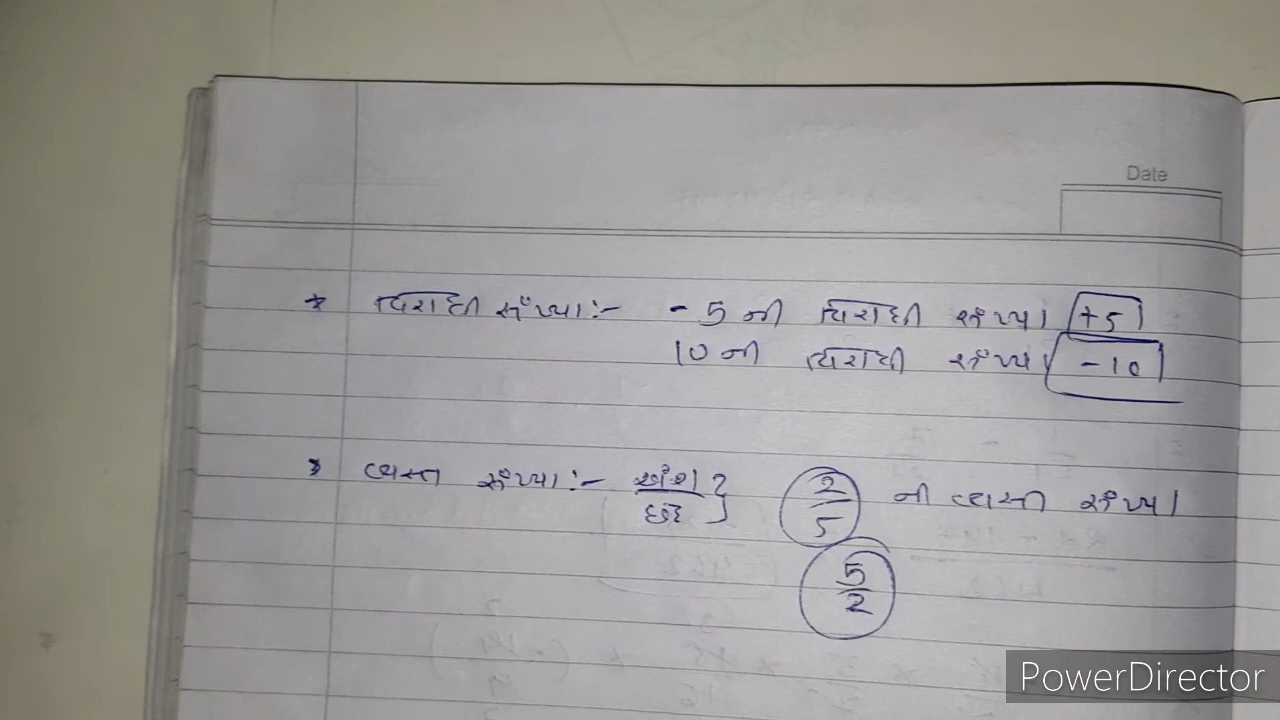 Date
* વિરોધી સંખ્યા :- -5 ની વિરોધી સંખ્યા +5
10 ની વિરોધી સંખ્યા -10
* વ્યસ્ત સંખ્યા :- અંશ/છેદ } 2/5 ની વ્યસ્ત સંખ્યા
5/2
PowerDirector